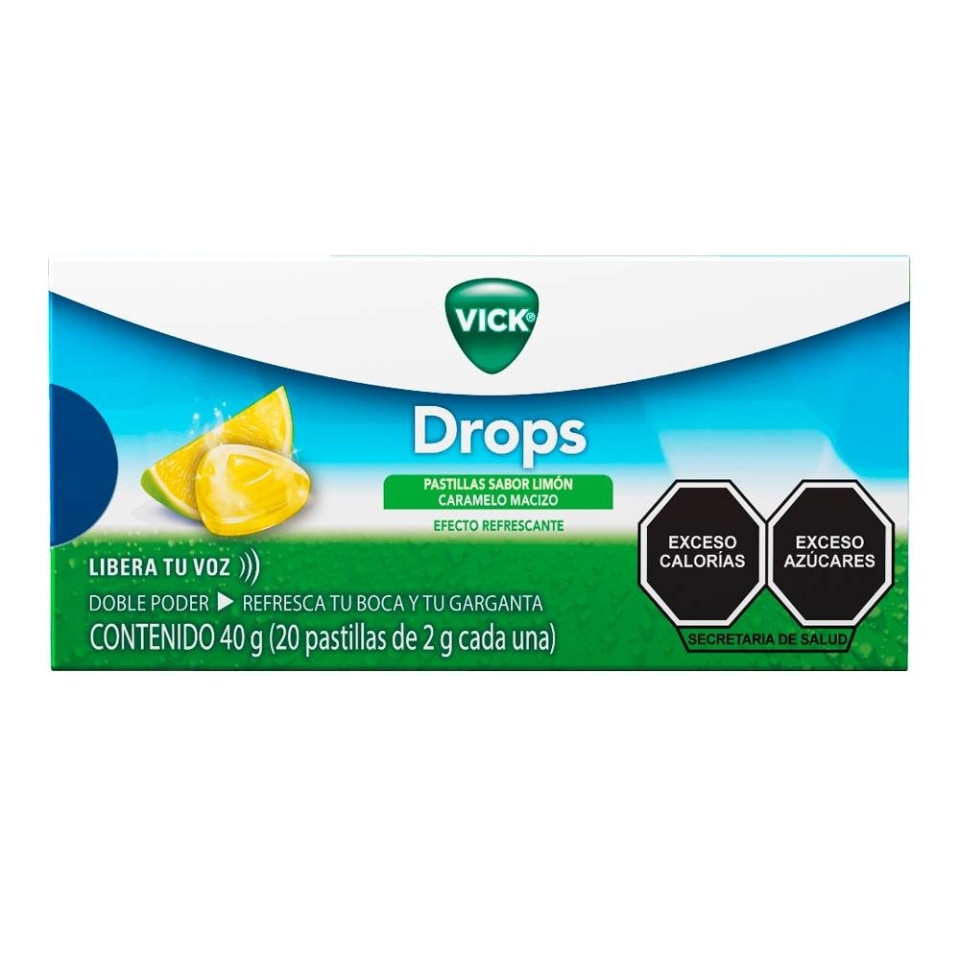 VICK®
Drops
PASTILLAS SABOR LIMÓN
CARAMELO MACIZO
EFECTO REFRESCANTE
LIBERA TU VOZ
DOBLE PODER ▶ REFRESCA TU BOCA Y TU GARGANTA
CONTENIDO 40 g (20 pastillas de 2 g cada una)
EXCESO
CALORÍAS
EXCESO
AZÚCARES
SECRETARIA DE SALUD